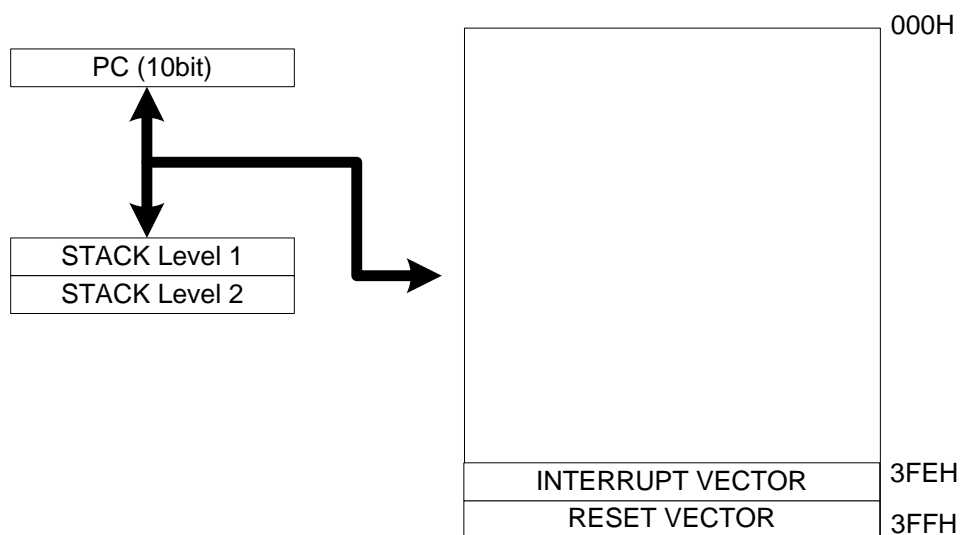 000H
PC (10bit)
STACK Level 1
STACK Level 2
INTERRUPT VECTOR
3FEH
RESET VECTOR
3FFH